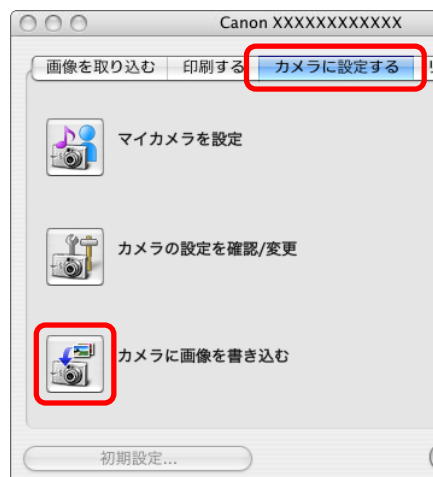 Canon XXXXXXXXXXXX
画像を取り込む 印刷する カメラに設定する
マイカメラを設定
カメラの設定を確認/変更
カメラに画像を書き込む
初期設定...